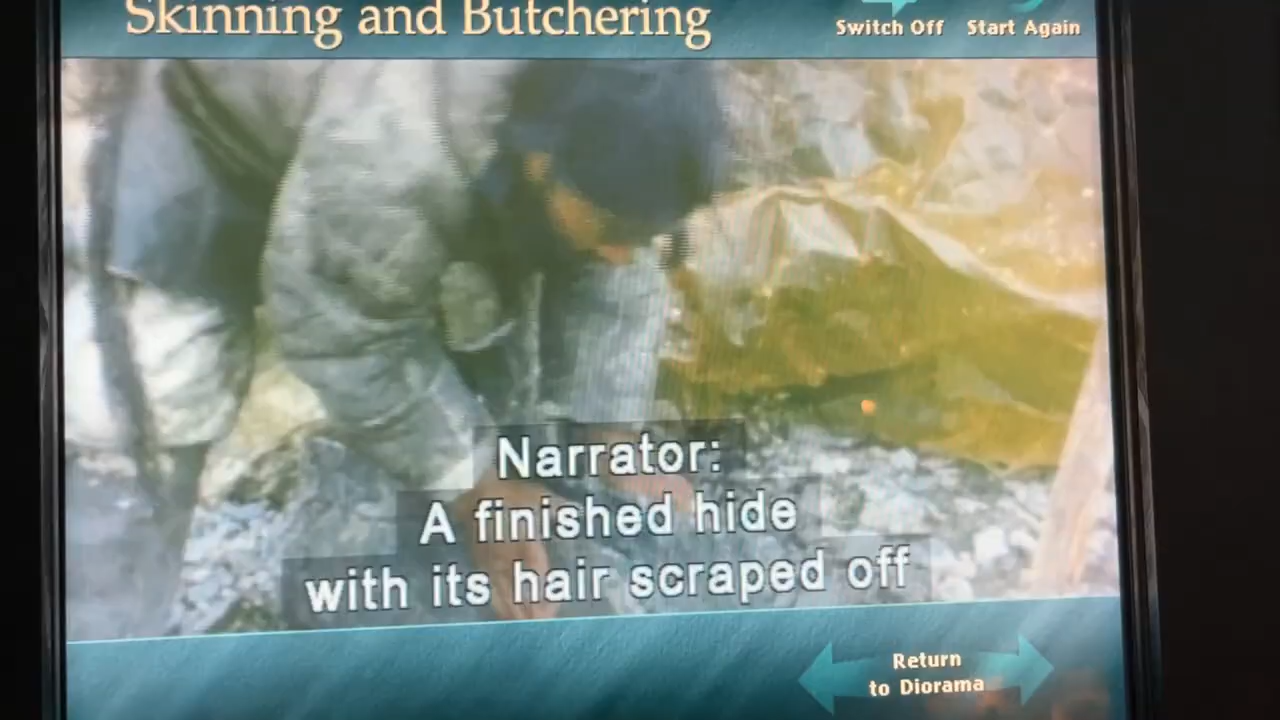 Skinning and Butchering
Switch Off
Start Again
Narrator:
A finished hide
with its hair scraped off
Return
to Diorama